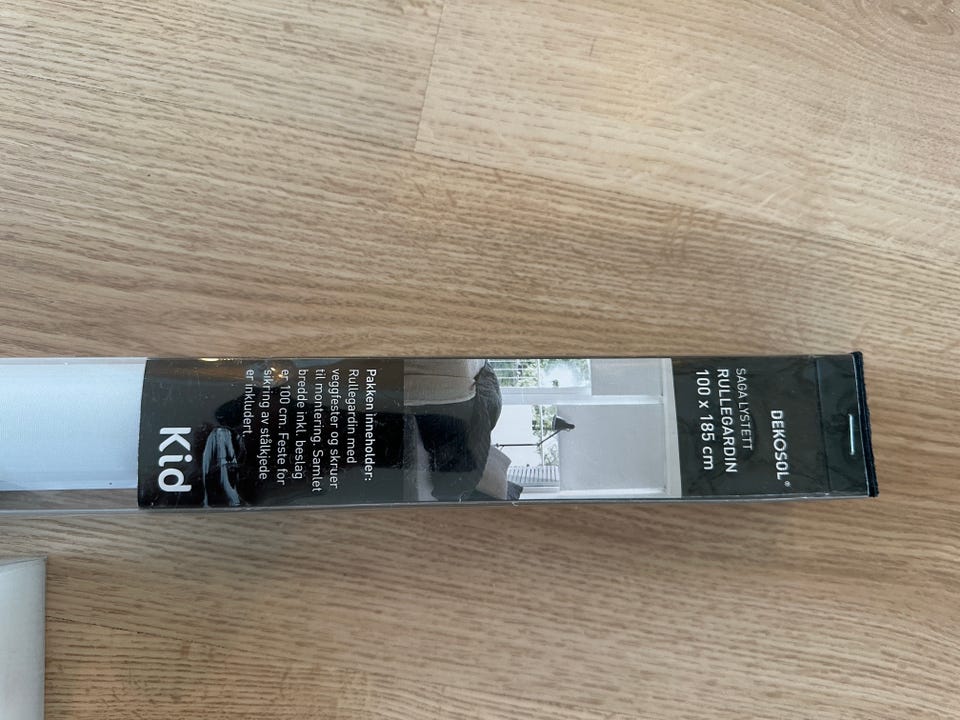 DEKOSOL®
SAGA LYSTETT
RULLEGARDIN
100 x 185 cm
Pakken inneholder:
Rullegardin med
veggfester og skruer
til montering. Samlet
bredde inkl. beslag
er 100 cm. Feste for
sikring av stålkjede
er inkludert.
Kid